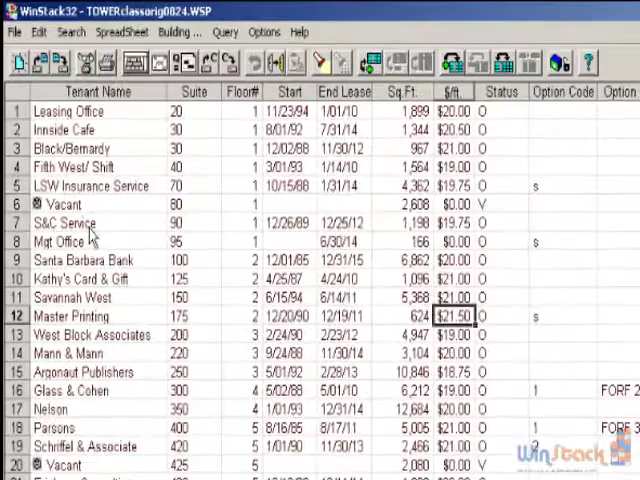 WinStack32 - TOWERclassorig0824.WSP
File Edit Search SpreadSheet Building ... Query Options Help
Tenant Name Suite Floor# Start End Lease Sq.Ft. $/ft. Status Option Code Option
1 Leasing Office 20 1 11/23/94 1/01/10 1,899 $20.00 O
2 Innside Cafe 30 1 8/01/92 7/31/14 1,344 $20.50 O
3 Black/Bernardy 30 1 12/02/88 11/30/12 967 $21.00 O
4 Fifth West/ Shift 40 1 3/01/93 1/14/10 1,564 $19.00 O
5 LSW Insurance Service 70 1 10/15/88 1/31/14 4,362 $19.75 O s
6 Vacant 80 1 2,608 $0.00 V
7 S&C Service 90 1 12/26/89 12/25/12 1,198 $19.75 O
8 Mgt Office 95 1 6/30/14 166 $0.00 O s
9 Santa Barbara Bank 100 2 12/01/85 12/31/15 6,862 $20.00 O
10 Kathy's Card & Gift 125 2 4/25/87 4/24/10 1,096 $21.00 O
11 Savannah West 150 2 6/15/94 6/14/11 5,368 $21.00 O
12 Master Printing 175 2 12/20/90 12/19/11 624 $21.50 O s
13 West Block Associates 200 3 2/24/90 2/23/12 4,947 $19.00 O
14 Mann & Mann 220 3 9/24/88 11/30/14 3,104 $20.00 O
15 Argonaut Publishers 250 3 5/01/92 2/28/13 10,846 $18.75 O
16 Glass & Cohen 300 4 5/02/88 5/01/10 6,212 $19.00 O 1 FORF 2
17 Nelson 350 4 1/01/93 12/31/14 12,684 $20.00 O
18 Parsons 400 4 8/16/85 8/17/11 5,005 $21.00 O 1 FORF 3
19 Schriffel & Associate 420 4 1/01/90 11/30/13 2,466 $21.00 O 2
20 Vacant 425 5 2,080 $0.00 V
WinStack